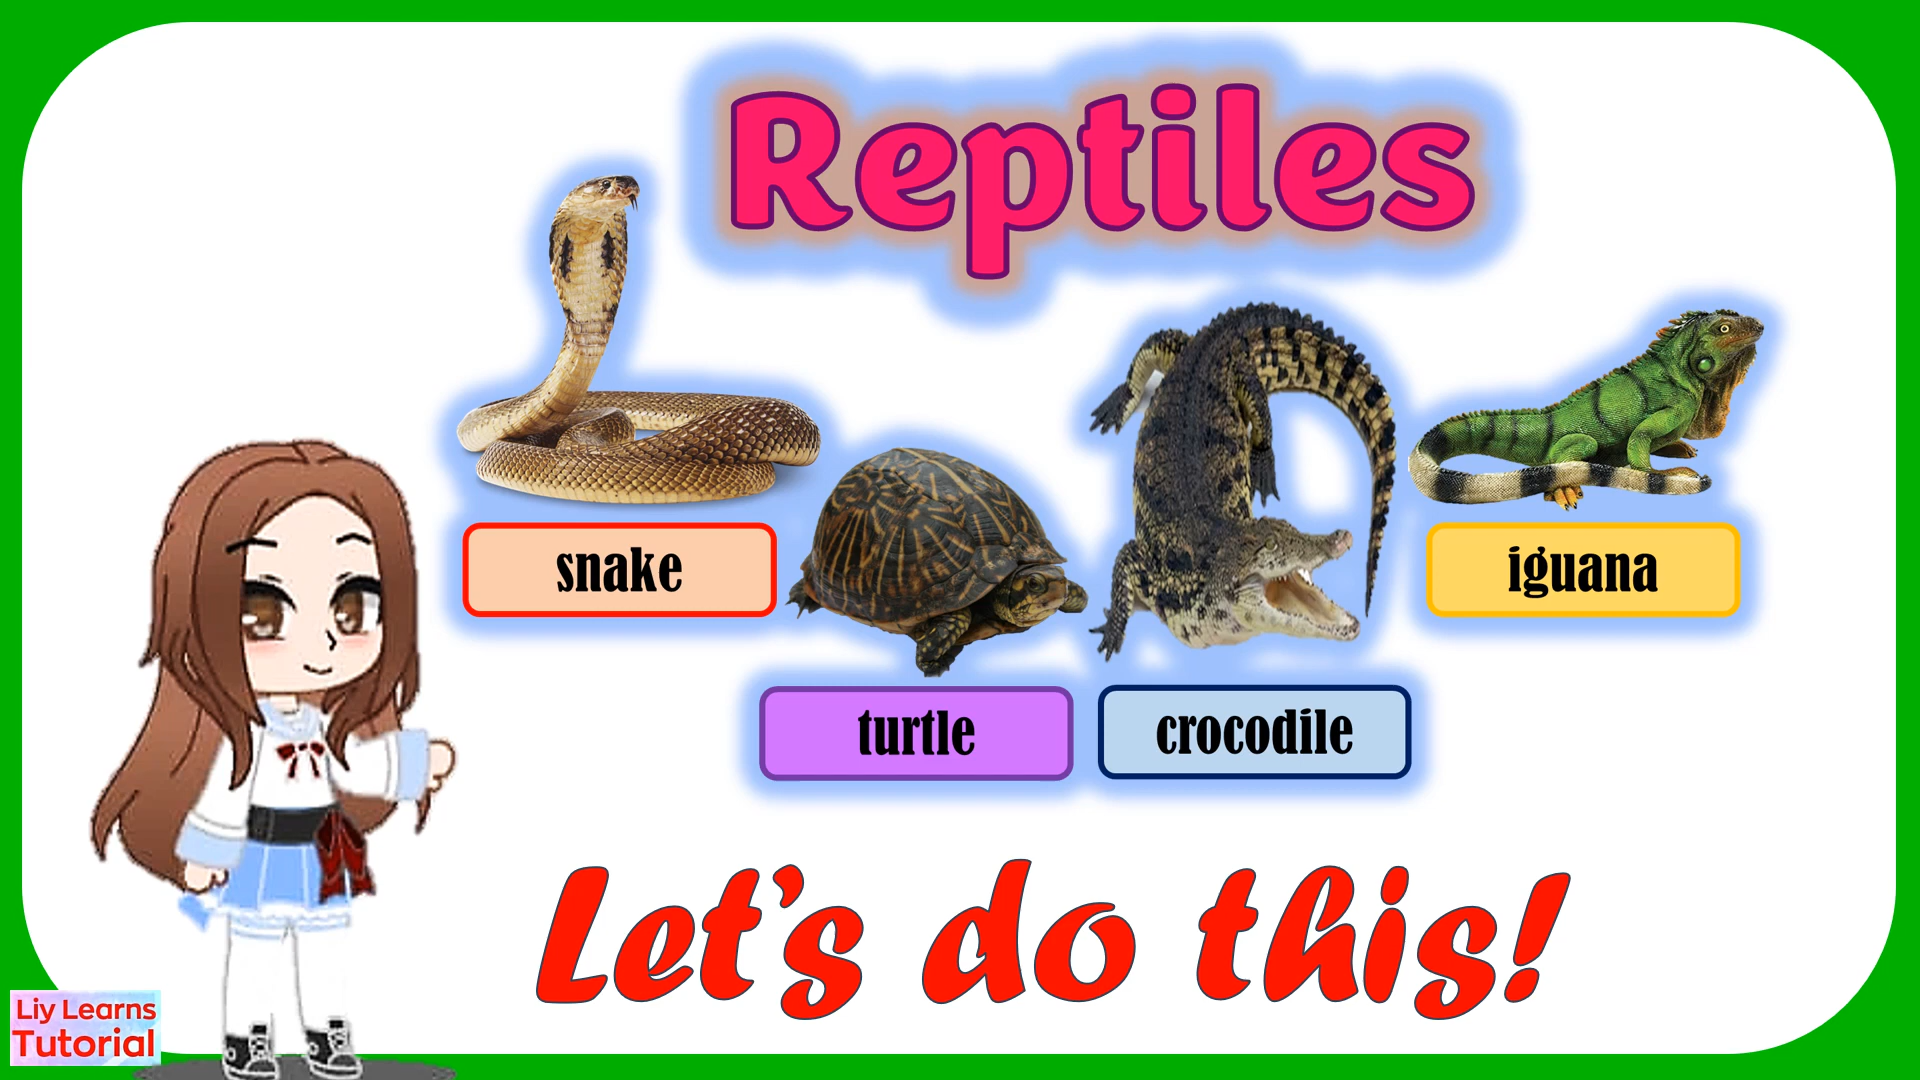 Reptiles
snake
iguana
turtle
crocodile
Let's do this!
Liy Learns
Tutorial